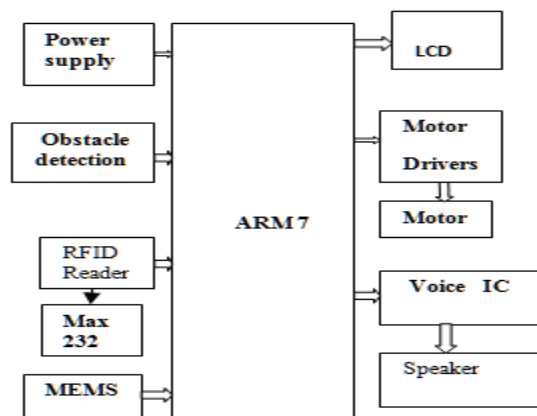 Power
supply
Obstacle
detection
RFID
Reader
Max
232
MEMS
ARM 7
LCD
Motor
Drivers
Motor
Voice IC
Speaker